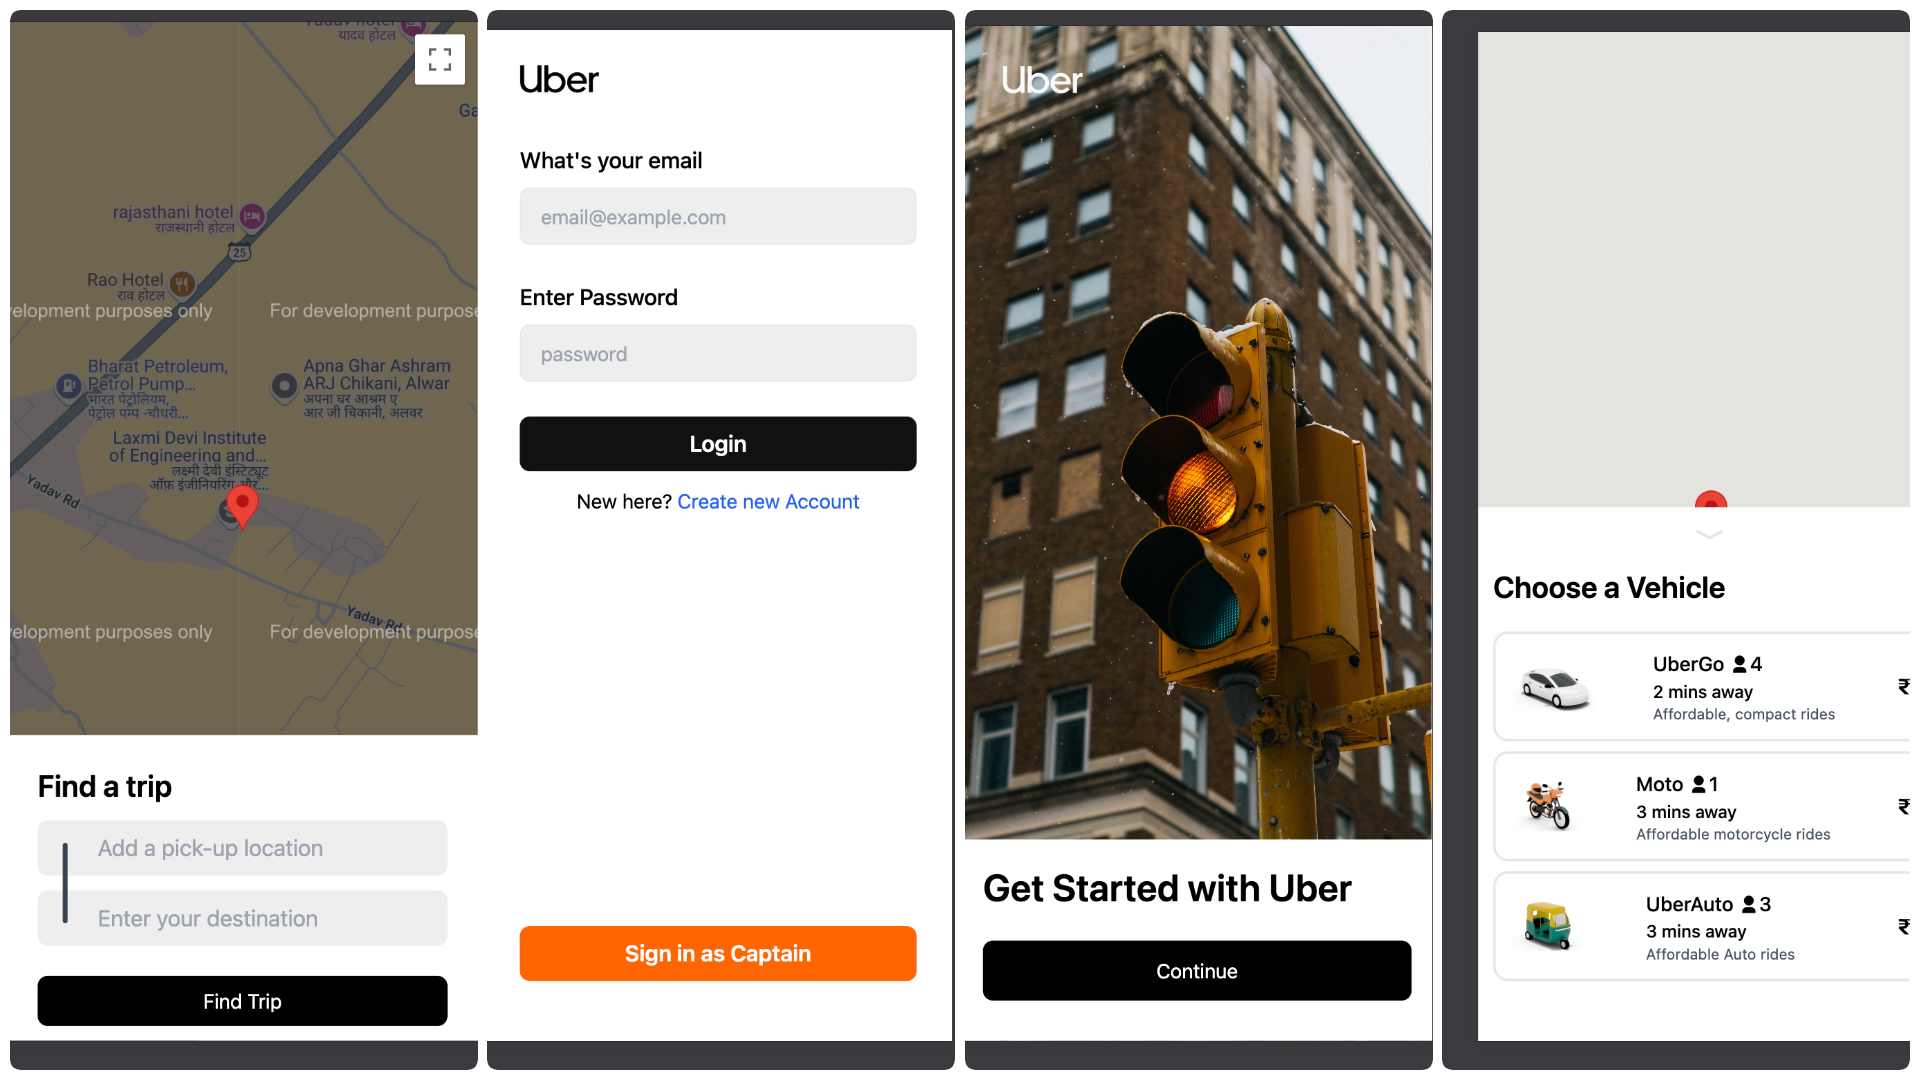 यादव होटल
Ga
rajasthani hotel
राजस्थानी होटल
25
Rao Hotel
राव होटल
velopment purposes only
For development purpose
Bharat Petroleum,
Petrol Pump...
भारत पेट्रोलियम,
पेट्रोल पम्प -चौधरी...
Apna Ghar Ashram
ARJ Chikani, Alwar
अपना घर आश्रम ए
आर जी चिकानी, अलवर
Laxmi Devi Institute
of Engineering and...
लक्ष्मी देवी इंस्टिट्यूट
ऑफ़ इंजीनियरिंग और...
Yadav Rd
Yadav Rd
velopment purposes only
For development purpose
Find a trip
Add a pick-up location
Enter your destination
Find Trip
Uber
What's your email
email@example.com
Enter Password
password
Login
New here? Create new Account
Sign in as Captain
Uber
Get Started with Uber
Continue
Choose a Vehicle
UberGo 4
2 mins away
Affordable, compact rides
₹
Moto 1
3 mins away
Affordable motorcycle rides
₹
UberAuto 3
3 mins away
Affordable Auto rides
₹